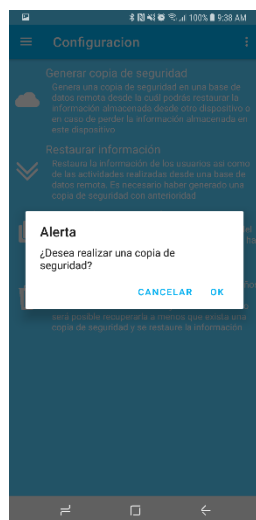 100% 9:38 AM
Configuracion
Generar copia de seguridad
Genera una copia de seguridad en una base de
datos remota desde la cuál podrás restaurar la
información almacenada desde otro dispositivo o
en caso de perder la información almacenada en
este dispositivo
Restaurar información
Restaura la información de los usuarios asi como
de las actividades realizadas desde una base de
datos remota. Es necesario haber generado una
copia de seguridad con anterioridad
Alerta
¿Desea realizar una copia de
seguridad?
CANCELAR OK
será posible recuperarla a menos que exista una
copia de seguridad y se restaure la información